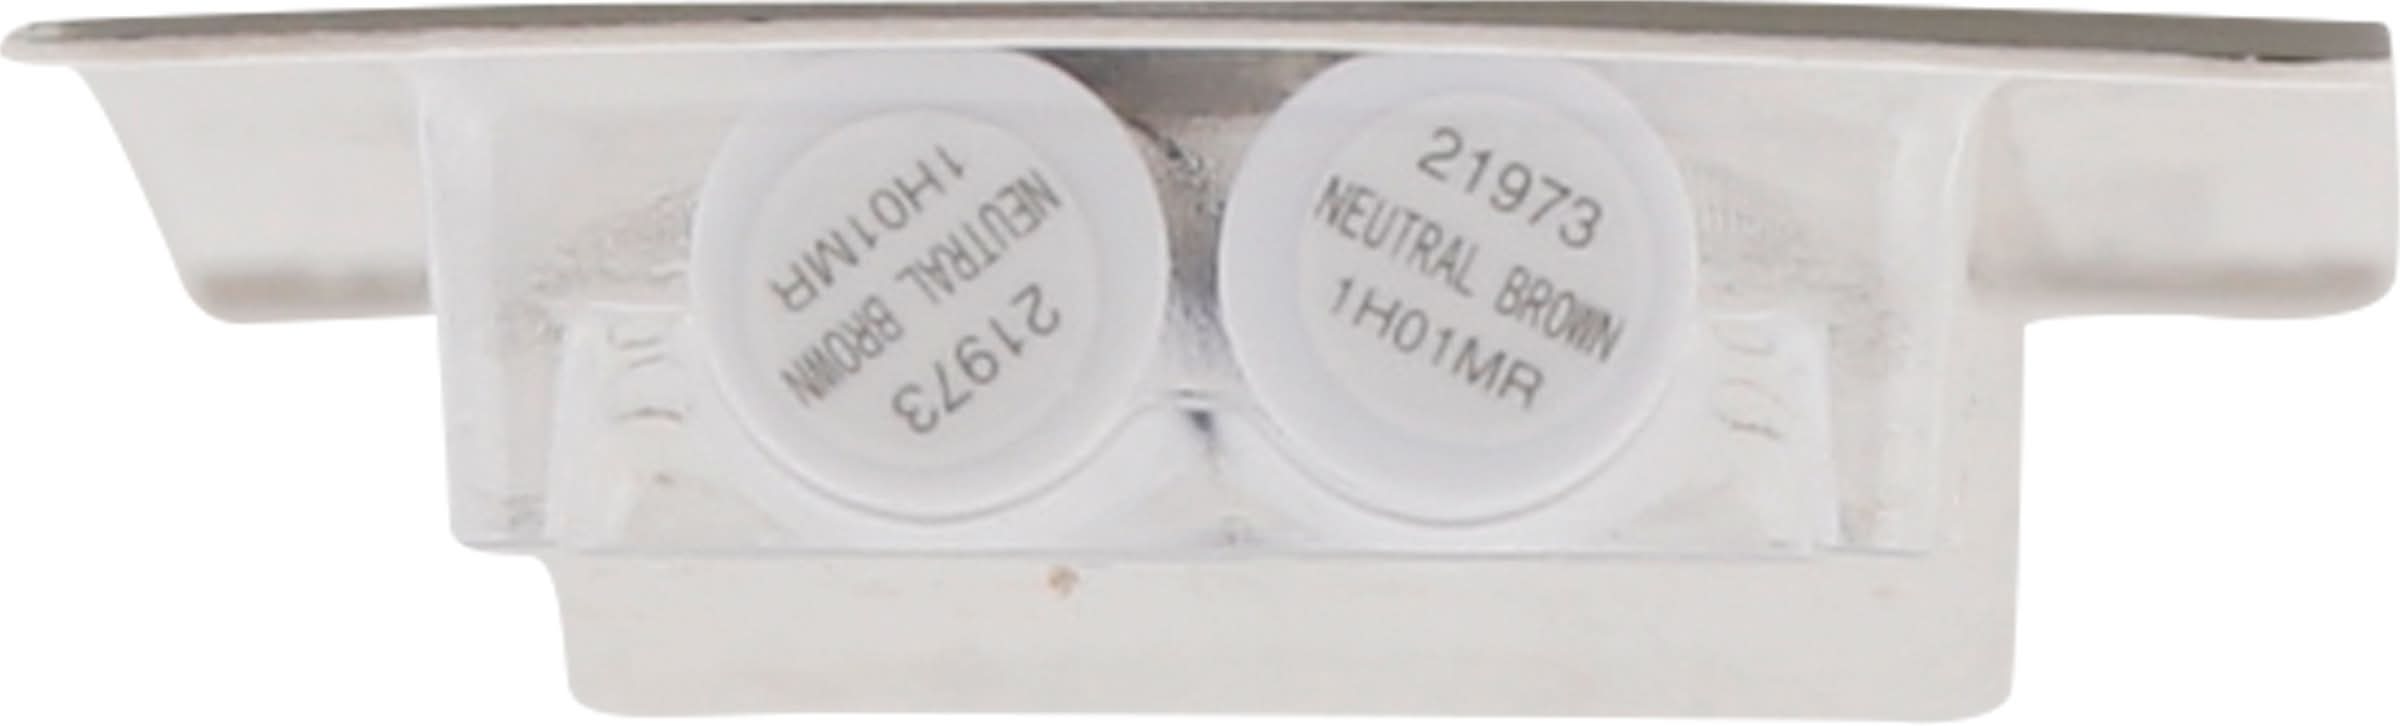 1H01MR
NEUTRAL BROWN
21973
21973
NEUTRAL BROWN
1H01MR